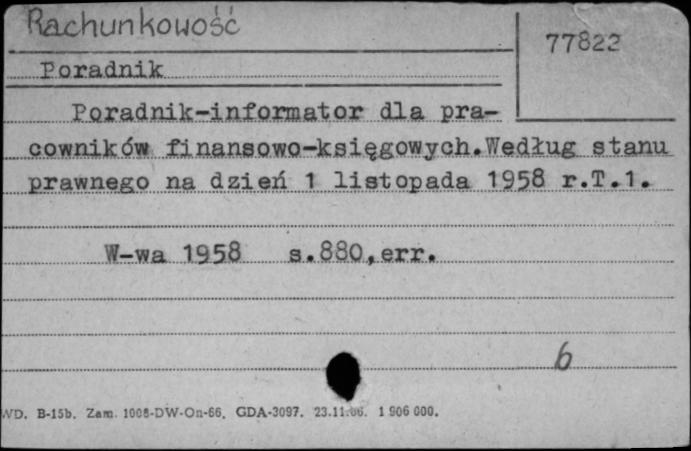 Rachunkowość
77822
Poradnik
Poradnik-informator dla pra-
cowników finansowo-księgowych.Według stanu
prawnego na dzień 1 listopada 1958 r.T.1.
W-wa 1958 s.880,err.
6
WD. B-15b. Zam. 1008-DW-On-66. GDA-3097. 23.11.66. 1 906 000.